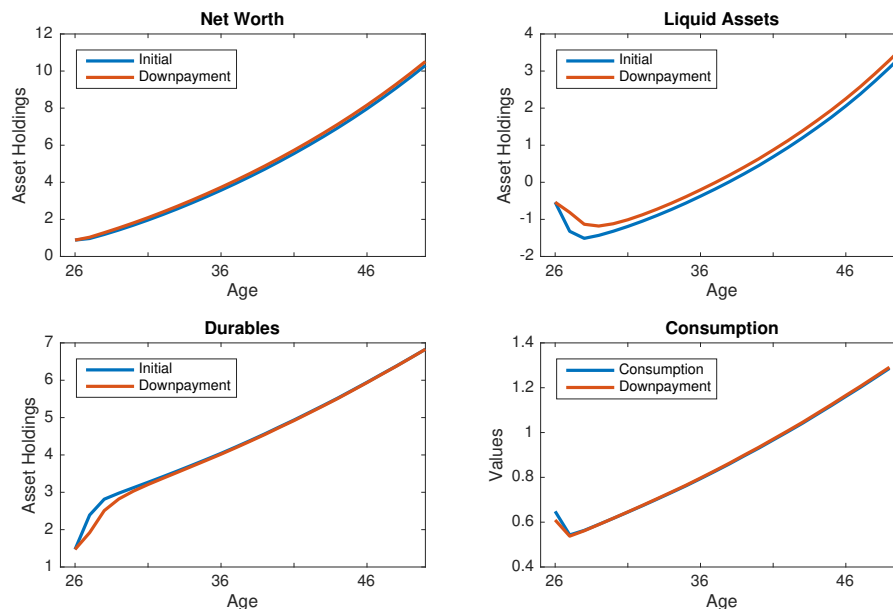 Net Worth
12
10
8
6
4
2
0
Asset Holdings
Initial
Downpayment
26
36
46
Age
Liquid Assets
4
3
2
1
0
-1
-2
Asset Holdings
Initial
Downpayment
26
36
46
Age
Durables
7
6
5
4
3
2
1
Asset Holdings
Initial
Downpayment
26
36
46
Age
Consumption
1.4
1.2
1
0.8
0.6
0.4
Values
Consumption
Downpayment
26
36
46
Age